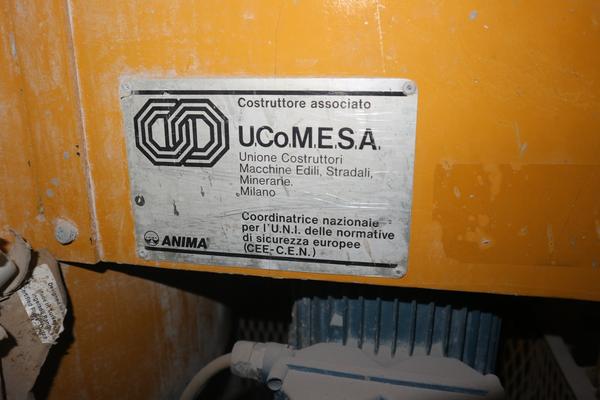 Costruttore associato
U.Co.M.E.S.A.
Unione Costruttori
Macchine Edili, Stradali,
Minerarie.
Milano
Coordinatrice nazionale
per l'U.N.I. delle normative
di sicurezza europee
(CEE-C.E.N.)
ANIMA